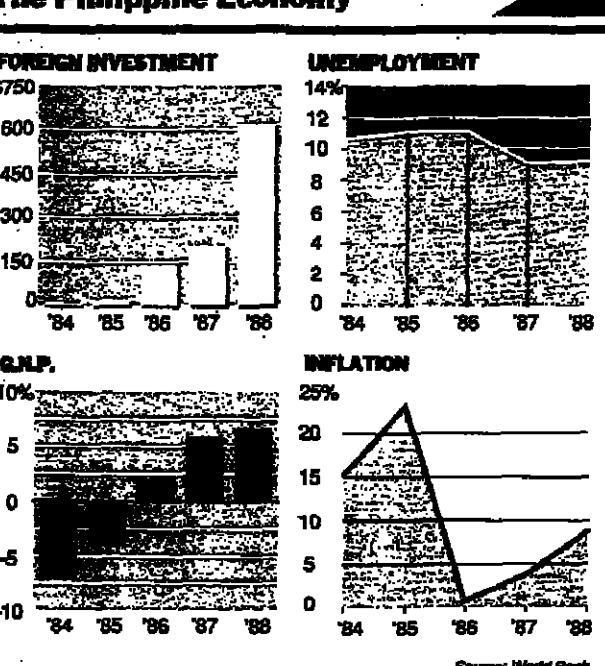 The Philippine Economy
FOREIGN INVESTMENT
$750
600
450
300
150
0
'84 '85 '86 '87 '88
UNEMPLOYMENT
14%
12
10
8
6
4
2
0
'84 '85 '86 '87 '88
G.N.P.
10%
5
0
-5
-10
'84 '85 '86 '87 '88
INFLATION
25%
20
15
10
5
0
'84 '85 '86 '87 '88
Source: World Bank